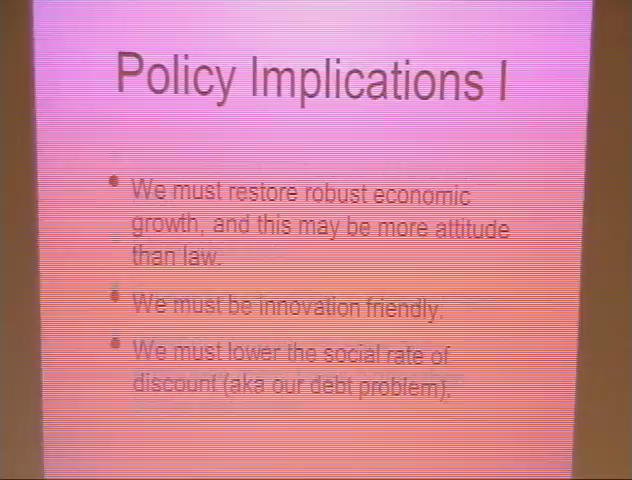 Policy Implications I
• We must restore robust economic
growth, and this may be more attitude
than law.
• We must be innovation friendly.
• We must lower the social rate of
discount (aka our debt problem).